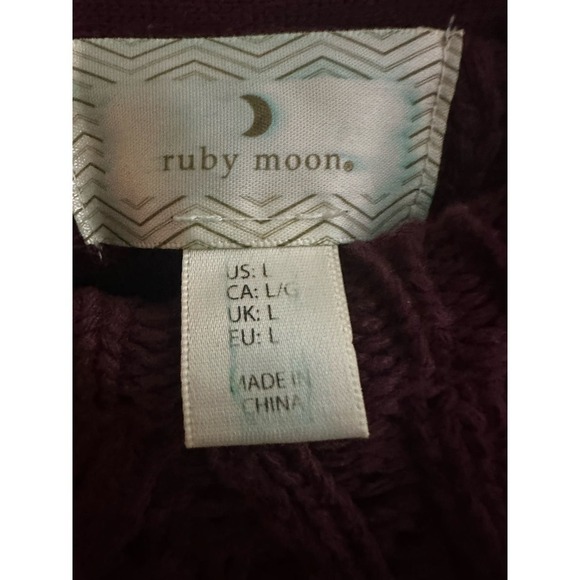 ruby moon®
US: L
CA: L/G
UK: L
EU: L
MADE IN
CHINA